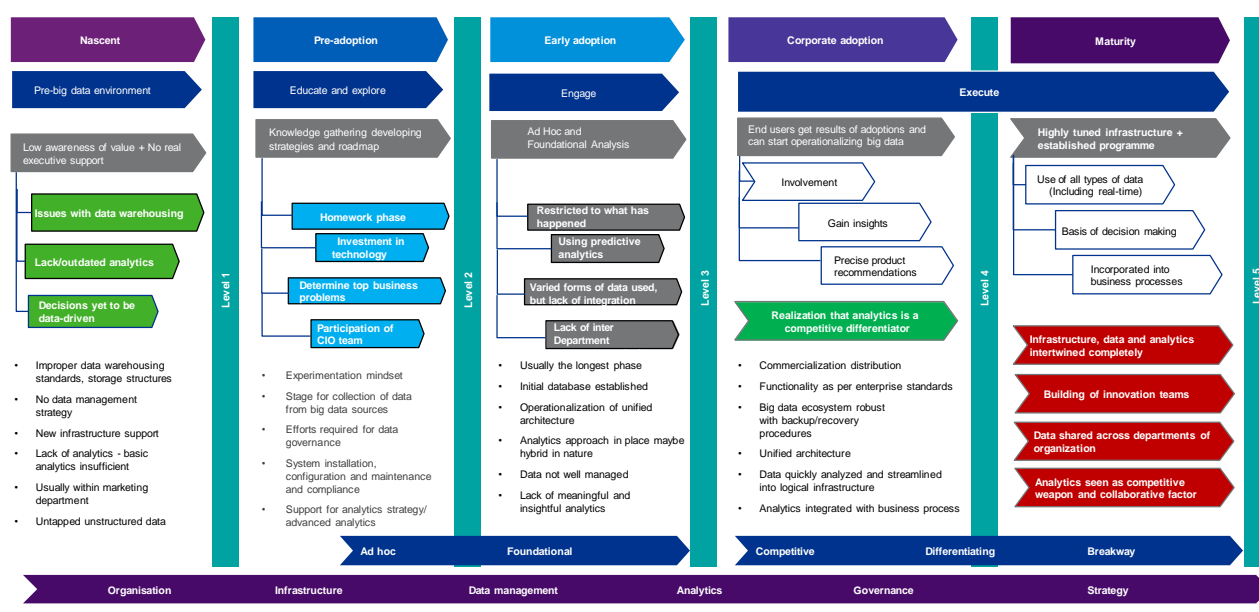 Nascent
Pre-big data environment
Low awareness of value + No real
executive support
Issues with data warehousing
Lack/outdated analytics
Decisions yet to be
data-driven
• Improper data warehousing
standards, storage structures
• No data management
strategy
• New infrastructure support
• Lack of analytics - basic
analytics insufficient
• Usually within marketing
department
• Untapped unstructured data
Level 1
Pre-adoption
Educate and explore
Knowledge gathering developing
strategies and roadmap
Homework phase
Investment in
technology
Determine top business
problems
Participation of
CIO team
• Experimentation mindset
• Stage for collection of data
from big data sources
• Efforts required for data
governance
• System installation,
configuration and maintenance
and compliance
• Support for analytics strategy/
advanced analytics
Level 2
Early adoption
Engage
Ad Hoc and
Foundational Analysis
Restricted to what has
happened
Using predictive
analytics
Varied forms of data used,
but lack of integration
Lack of inter
Department
• Usually the longest phase
• Initial database established
• Operationalization of unified
architecture
• Analytics approach in place maybe
hybrid in nature
• Data not well managed
• Lack of meaningful and
insightful analytics
Level 3
Corporate adoption
Execute
End users get results of adoptions and
can start operationalizing big data
Involvement
Gain insights
Precise product
recommendations
Realization that analytics is a
competitive differentiator
• Commercialization distribution
• Functionality as per enterprise standards
• Big data ecosystem robust
with backup/recovery
procedures
• Unified architecture
• Data quickly analyzed and streamlined
into logical infrastructure
• Analytics integrated with business process
Level 4
Maturity
Highly tuned infrastructure +
established programme
Use of all types of data
(Including real-time)
Basis of decision making
Incorporated into
business processes
Infrastructure, data and analytics
intertwined completely
Building of innovation teams
Data shared across departments of
organization
Analytics seen as competitive
weapon and collaborative factor
Level 5
Ad hoc
Foundational
Competitive
Differentiating
Breakway
Organisation
Infrastructure
Data management
Analytics
Governance
Strategy